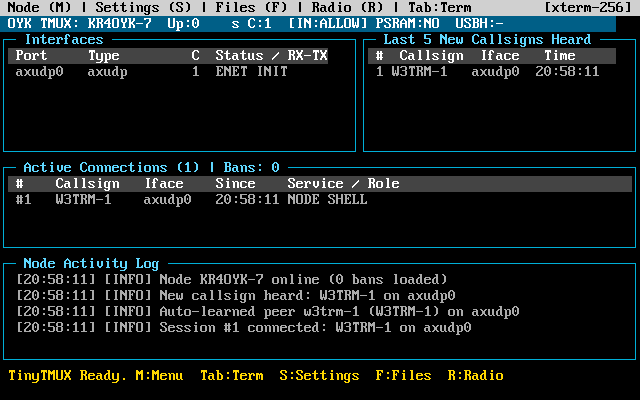 Node (M) | Settings (S) | Files (F) | Radio (R) | Tab:Term [xterm-256]
OYK TMUX: KR4OYK-7 Up:0 s C:1 [IN:ALLOW] PSRAM:NO USBH:-
Interfaces
Port Type C Status / RX-TX
axudp0 axudp 1 ENET INIT
Last 5 New Callsigns Heard
# Callsign Iface Time
1 W3TRM-1 axudp0 20:58:11
Active Connections (1) | Bans: 0
# Callsign Iface Since Service / Role
#1 W3TRM-1 axudp0 20:58:11 NODE SHELL
Node Activity Log
[20:58:11] [INFO] Node KR4OYK-7 online (0 bans loaded)
[20:58:11] [INFO] New callsign heard: W3TRM-1 on axudp0
[20:58:11] [INFO] Auto-learned peer w3trm-1 (W3TRM-1) on axudp0
[20:58:11] [INFO] Session #1 connected: W3TRM-1 on axudp0
TinyTMUX Ready. M:Menu Tab:Term S:Settings F:Files R:Radio